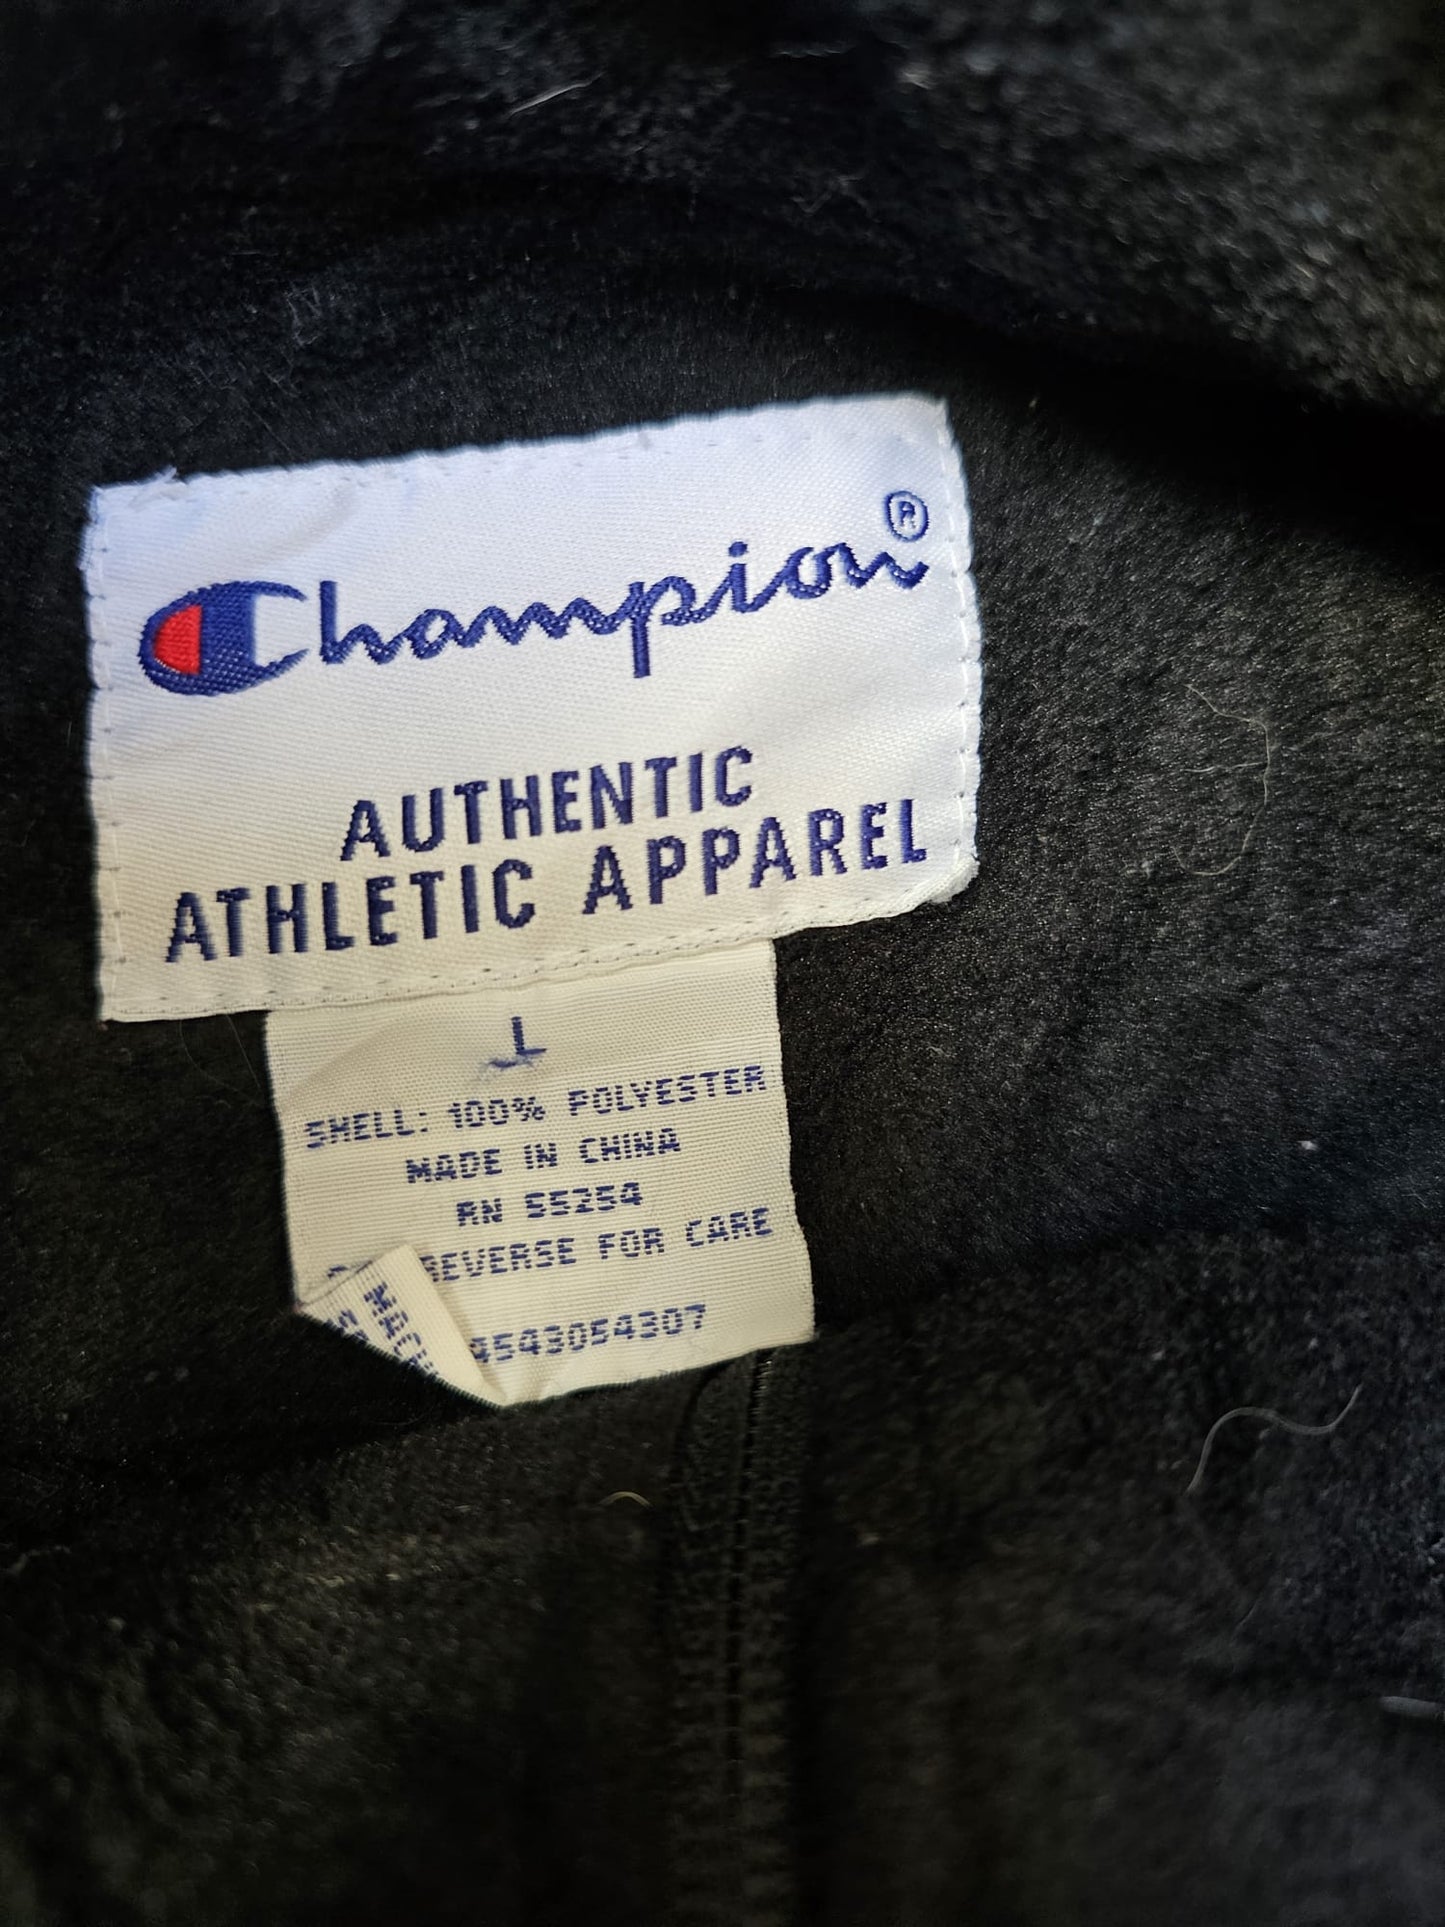 Champion®
AUTHENTIC
ATHLETIC APPAREL
L
SHELL: 100% POLYESTER
MADE IN CHINA
RN 55254
REVERSE FOR CARE
4543054307